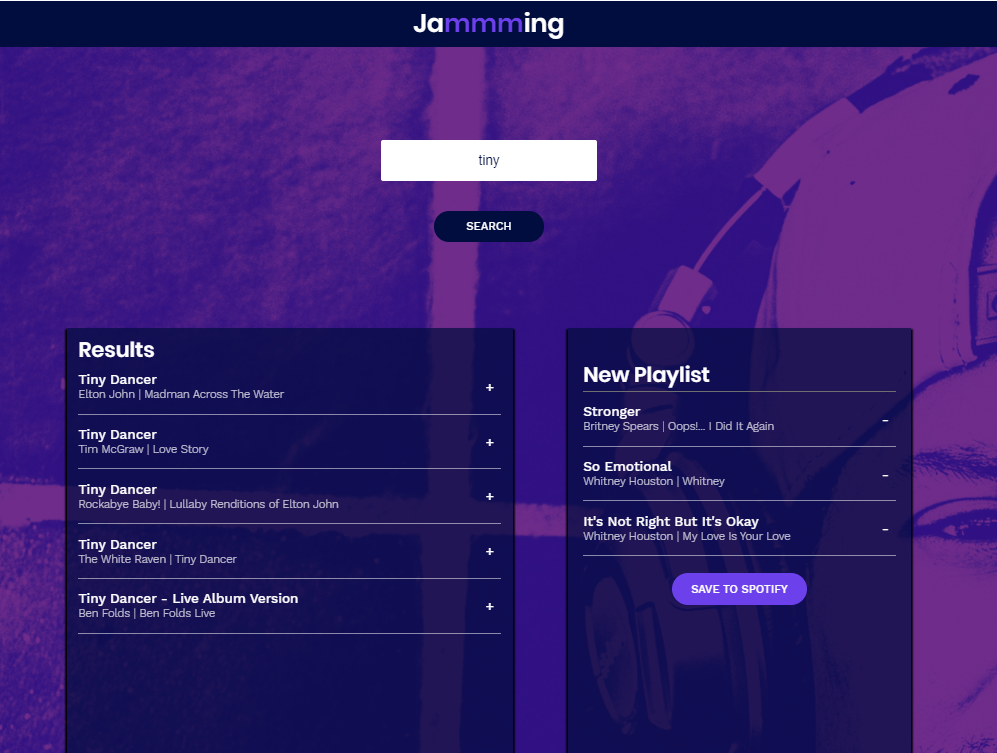 Jammming
tiny
SEARCH
Results
Tiny Dancer
Elton John | Madman Across The Water
+
Tiny Dancer
Tim McGraw | Love Story
+
Tiny Dancer
Rockabye Baby! | Lullaby Renditions of Elton John
+
Tiny Dancer
The White Raven | Tiny Dancer
+
Tiny Dancer - Live Album Version
Ben Folds | Ben Folds Live
+
New Playlist
Stronger
Britney Spears | Oops!... I Did It Again
-
So Emotional
Whitney Houston | Whitney
-
It's Not Right But It's Okay
Whitney Houston | My Love Is Your Love
-
SAVE TO SPOTIFY